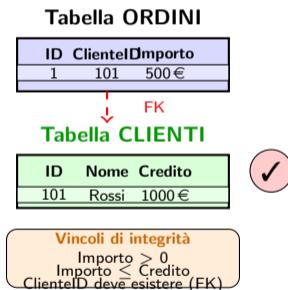 Tabella ORDINI
ID ClienteID Importo
1 101 500 €
FK
Tabella CLIENTI
ID Nome Credito
101 Rossi 1000 €
✓
Vincoli di integrità
Importo > 0
Importo ≤ Credito
ClienteID deve esistere (FK)